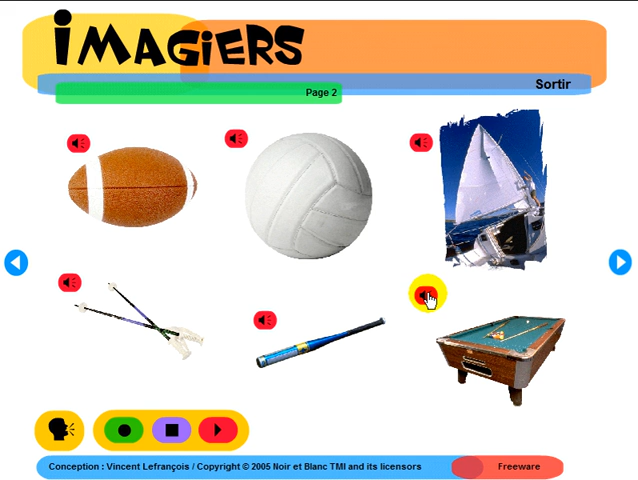 iMAGiERS
Sortir
Page 2
Conception : Vincent Lefrançois / Copyright © 2005 Noir et Blanc TMI and its licensors
Freeware